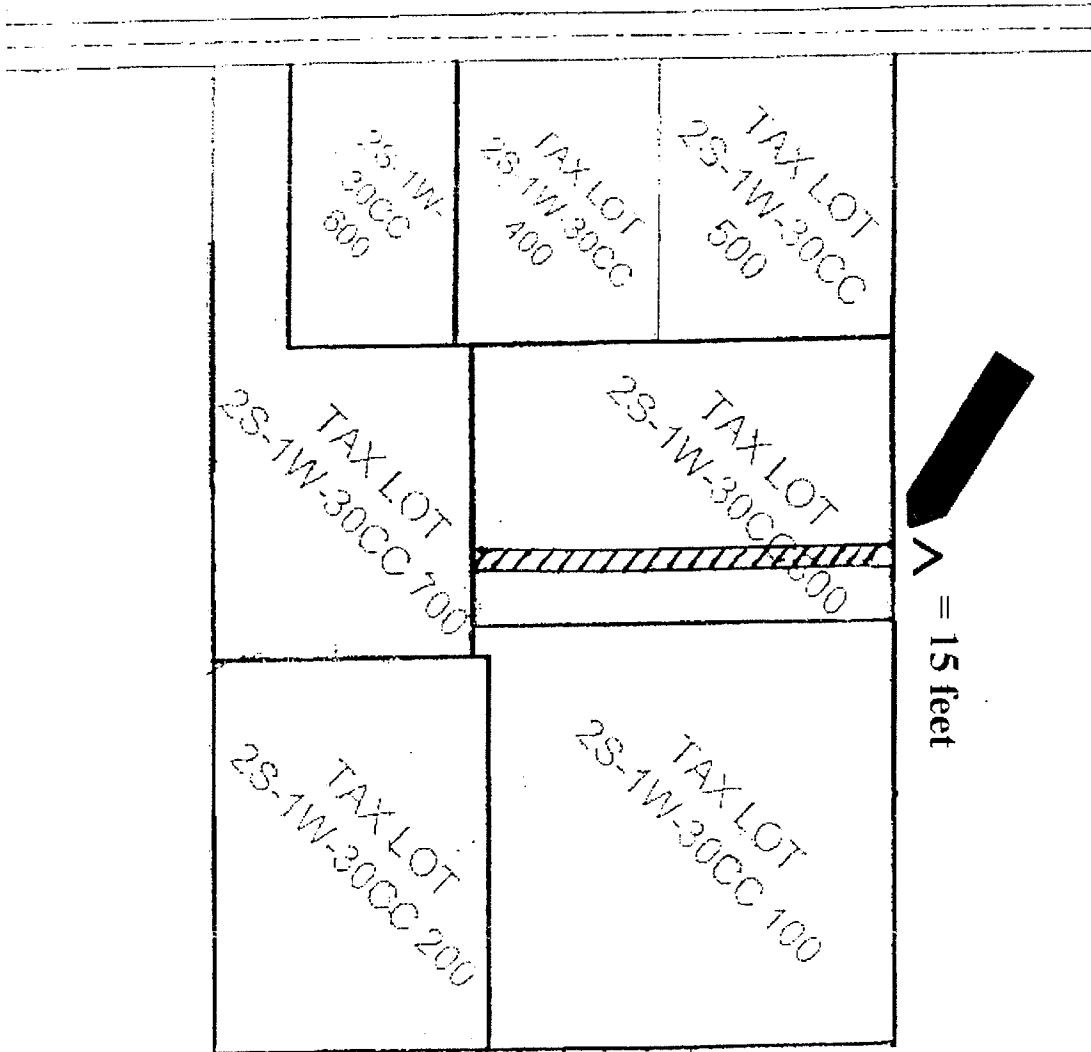 2S-1W-
30CC
600
TAX LOT
2S-1W-30CC
400
TAX LOT
2S-1W-30CC
500
TAX LOT
2S-1W-30CC 700
TAX LOT
2S-1W-30CC
= 15 feet
TAX LOT
2S-1W-30CC 200
TAX LOT
2S-1W-30CC 100